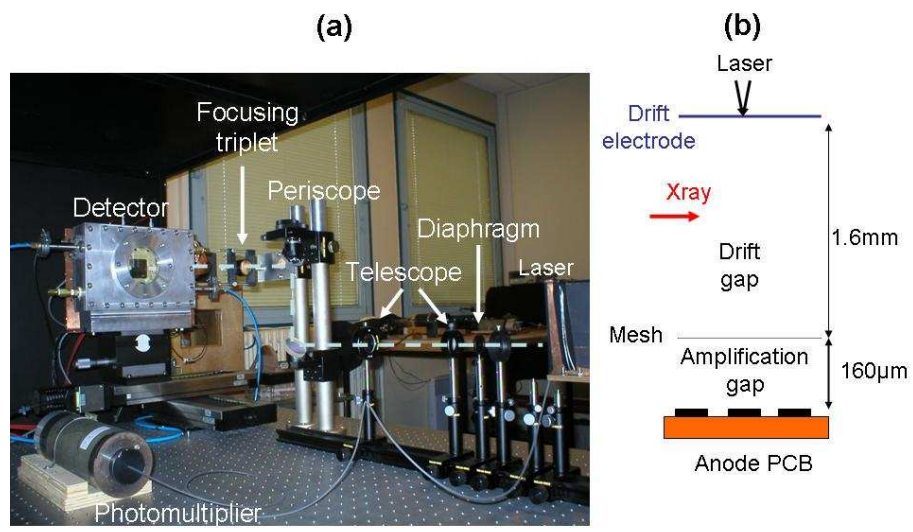 (a)
Focusing
triplet
Periscope
Detector
Diaphragm
Telescope
Laser
Photomultiplier
(b)
Laser
Drift
electrode
Xray
1.6mm
Drift
gap
Mesh
Amplification
gap
160µm
Anode PCB